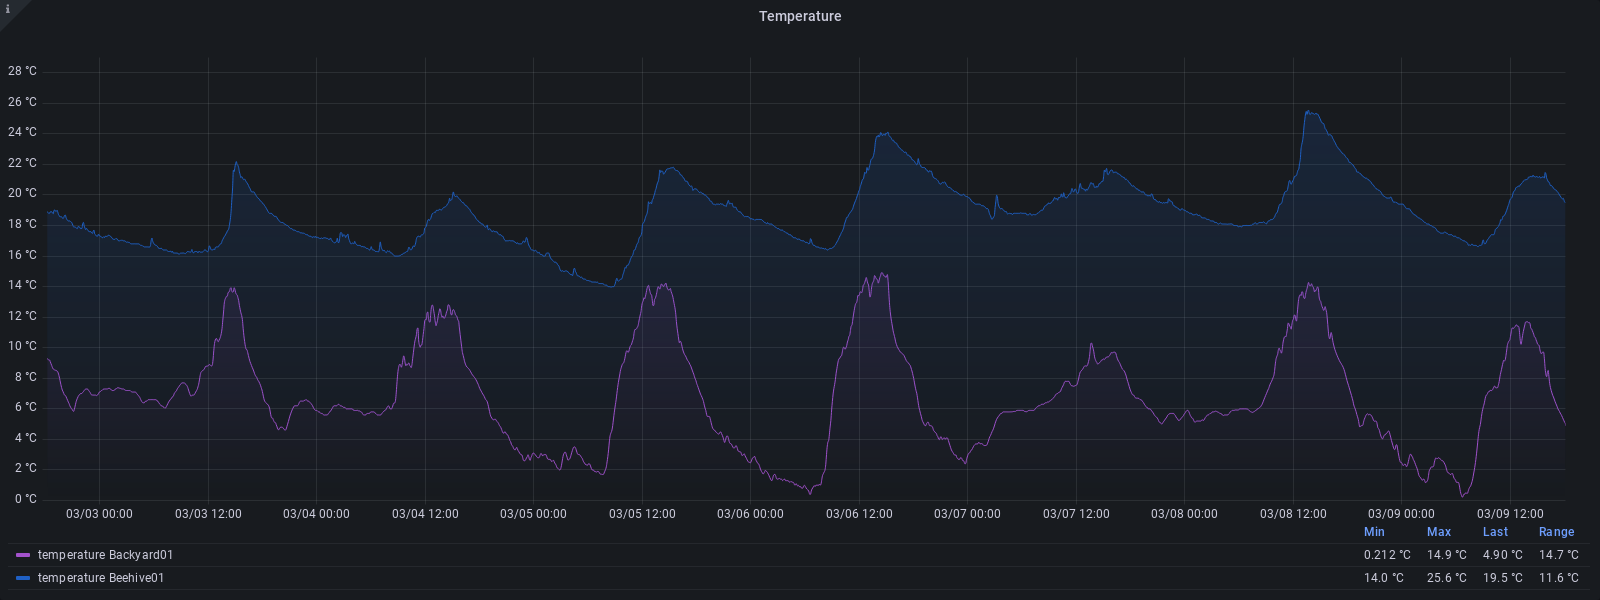 i
Temperature
28 °C
26 °C
24 °C
22 °C
20 °C
18 °C
16 °C
14 °C
12 °C
10 °C
8 °C
6 °C
4 °C
2 °C
0 °C
03/03 00:00 03/03 12:00 03/04 00:00 03/04 12:00 03/05 00:00 03/05 12:00 03/06 00:00 03/06 12:00 03/07 00:00 03/07 12:00 03/08 00:00 03/08 12:00 03/09 00:00 03/09 12:00
Min Max Last Range
temperature Backyard01 0.212 °C 14.9 °C 4.90 °C 14.7 °C
temperature Beehive01 14.0 °C 25.6 °C 19.5 °C 11.6 °C